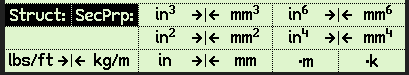 Struct: SecPrp: in³ →|← mm³ in⁶ →|← mm⁶
in² →|← mm² in⁴ →|← mm⁴
lbs/ft →|← kg/m in →|← mm ·m ·k